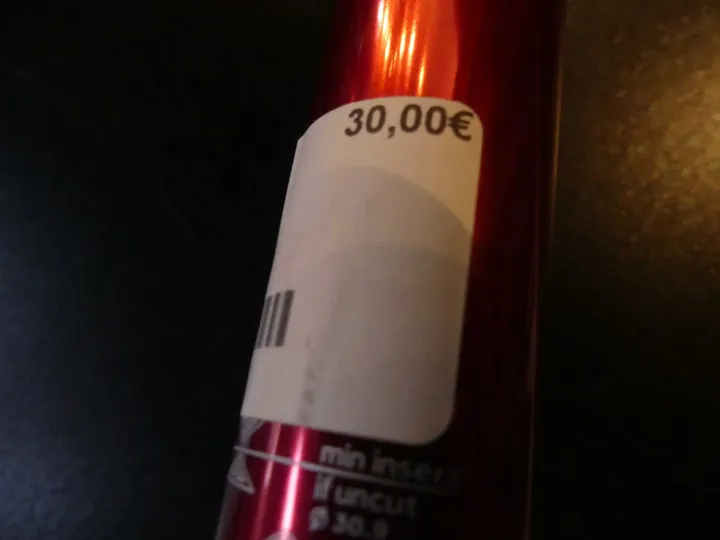 30,00€
min insert
if uncut
Ø 30.9